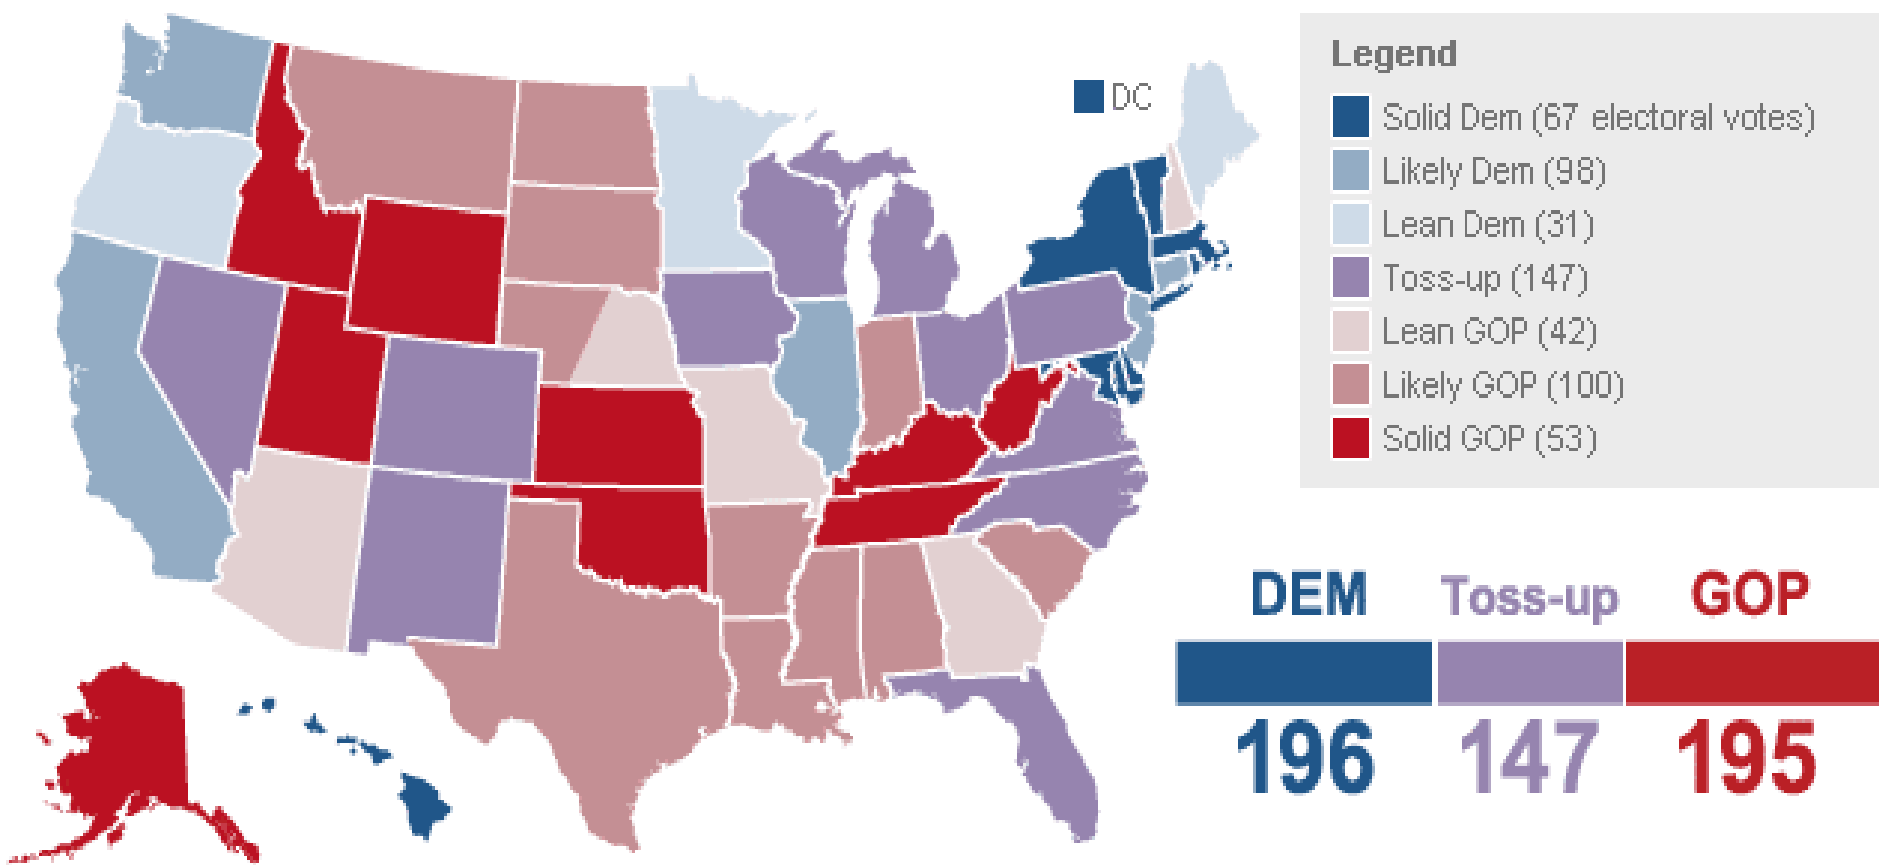 DC
Legend
Solid Dem (67 electoral votes)
Likely Dem (98)
Lean Dem (31)
Toss-up (147)
Lean GOP (42)
Likely GOP (100)
Solid GOP (53)
DEM Toss-up GOP
196 147 195